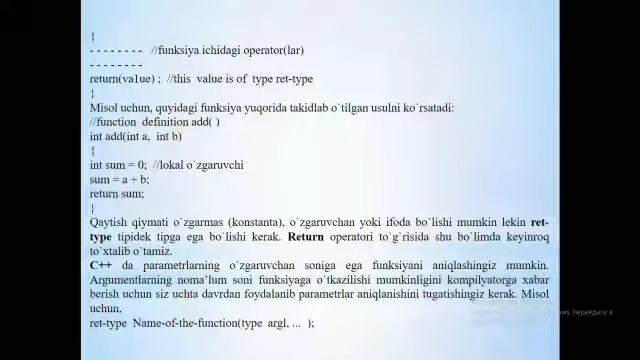 {
- - - - - - - -  //funksiya ichidagi operator(lar)
- - - - - - - -
return(value) ;  //this  value is of  type ret-type
}
Misol uchun, quyidagi funksiya yuqorida takidlab o`tilgan usulni ko`rsatadi:
//function  definition add( )
int add(int a,  int b)
{
int sum = 0;  //lokal o`zgaruvchi
sum = a + b;
return sum;
}
Qaytish qiymati o`zgarmas (konstanta), o`zgaruvchan yoki ifoda bo`lishi mumkin lekin ret-
type tipidek tipga ega bo`lishi kerak. Return operatori to`g`risida shu bo`limda keyinroq
to`xtalib o`tamiz.
C++ da parametrlarning o`zgaruvchan soniga ega funksiyani aniqlashingiz mumkin.
Argumentlarning noma’lum soni funksiyaga o`tkazilishi mumkinligini kompilyatorga xabar
berish uchun siz uchta davrdan foydalanib parametrlar aniqlanishini tugatishingiz kerak. Misol
uchun,
ret-type  Name-of-the-function(type  argl, ...  );